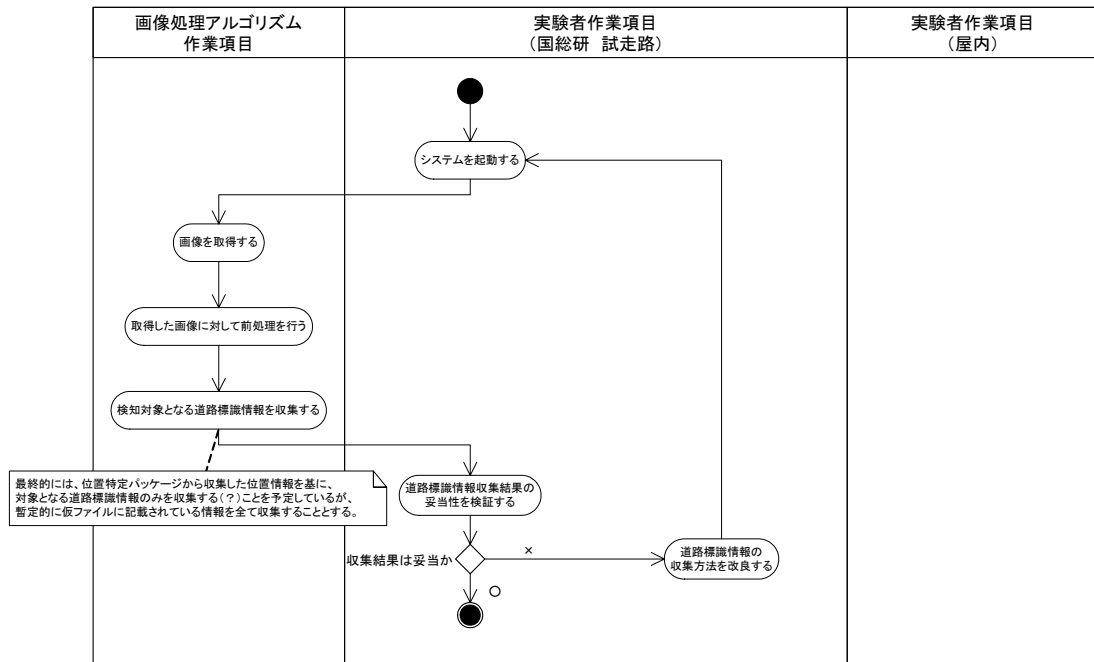 画像処理アルゴリズム
作業項目
実験者作業項目
（国総研 試走路）
実験者作業項目
（屋内）
システムを起動する
画像を取得する
取得した画像に対して前処理を行う
検知対象となる道路標識情報を収集する
最終的には、位置特定パッケージから収集した位置情報を基に、
対象となる道路標識情報のみを収集する（？）ことを予定しているが、
暫定的に仮ファイルに記載されている情報を全て収集することとする。
道路標識情報収集結果の
妥当性を検証する
収集結果は妥当か
×
道路標識情報の
収集方法を改良する
○